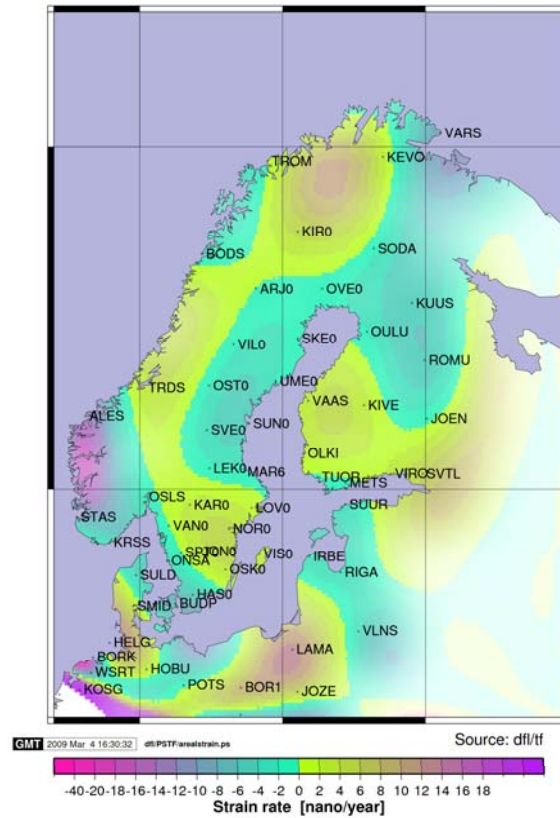 VARS
KEVO
TROM
KIR0
SODA
BODS
ARJ0 OVE0
KUUS
SKE0 OULU
VIL0
ROMU
UME0
TRDS OST0
VAAS KIVE
ALES JOEN
SVE0 SUN0
OLKI
LEK0 MAR6
TUOR VIRO SVTL
METS
OSLS
KAR0 LOV0 SUUR
STAS
VAN0 NOR0
KRSS
JON0 VIS0 IRBE
ONSA
SULD OSK0 RIGA
HAS0
SMID BUDP
VLNS
HELG
LAMA
BORK
WSRT HOBU
KOSG POTS BOR1 JOZE
GMT 2009 Mar 4 16:30:32 dfl/PSTF/arealstrain.ps Source: dfl/tf
-40 -20 -18 -16 -14 -12 -10 -8 -6 -4 -2 0 2 4 6 8 10 12 14 16 18
Strain rate [nano/year]